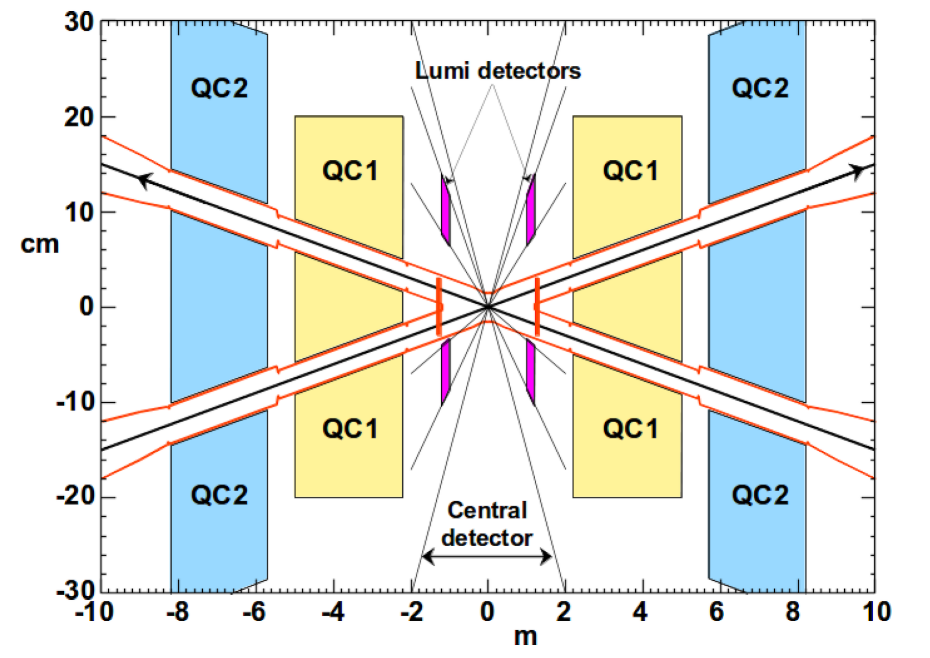 30
QC2
QC2
Lumi detectors
20
QC1
QC1
10
cm
0
-10
QC1
QC1
-20
QC2
QC2
Central
detector
-30
-10 -8 -6 -4 -2 0 2 4 6 8 10
m